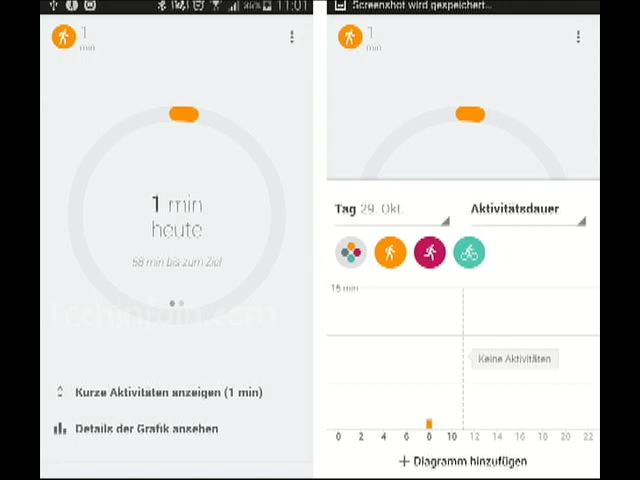 11:01
1
min
1 min
heute
58 min bis zum Ziel
Kurze Aktivitäten anzeigen (1 min)
Details der Grafik ansehen
Screenshot wird gespeichert...
1
min
Tag 29. Okt.
Aktivitätsdauer
15 min
Keine Aktivitäten
0 2 4 6 8 10 12 14 16 18 20 22
+ Diagramm hinzufügen